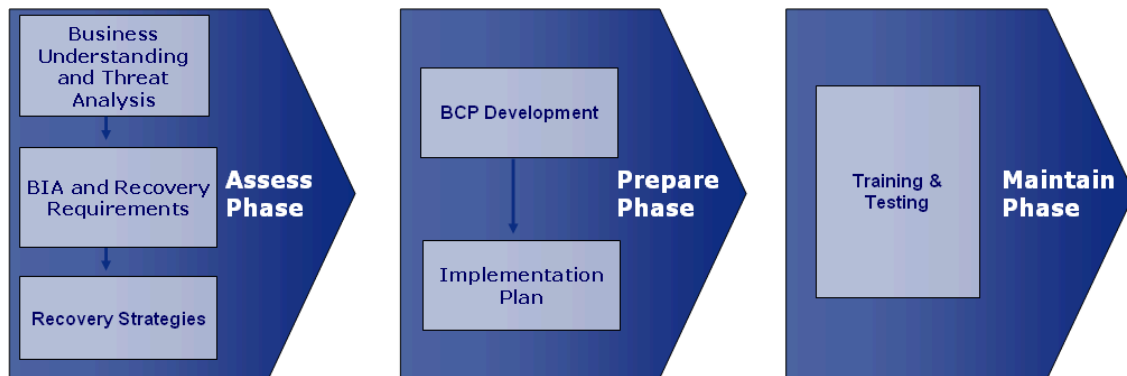 Business
Understanding
and Threat
Analysis
BIA and Recovery
Requirements
Recovery Strategies
Assess
Phase
BCP Development
Implementation
Plan
Prepare
Phase
Training &
Testing
Maintain
Phase